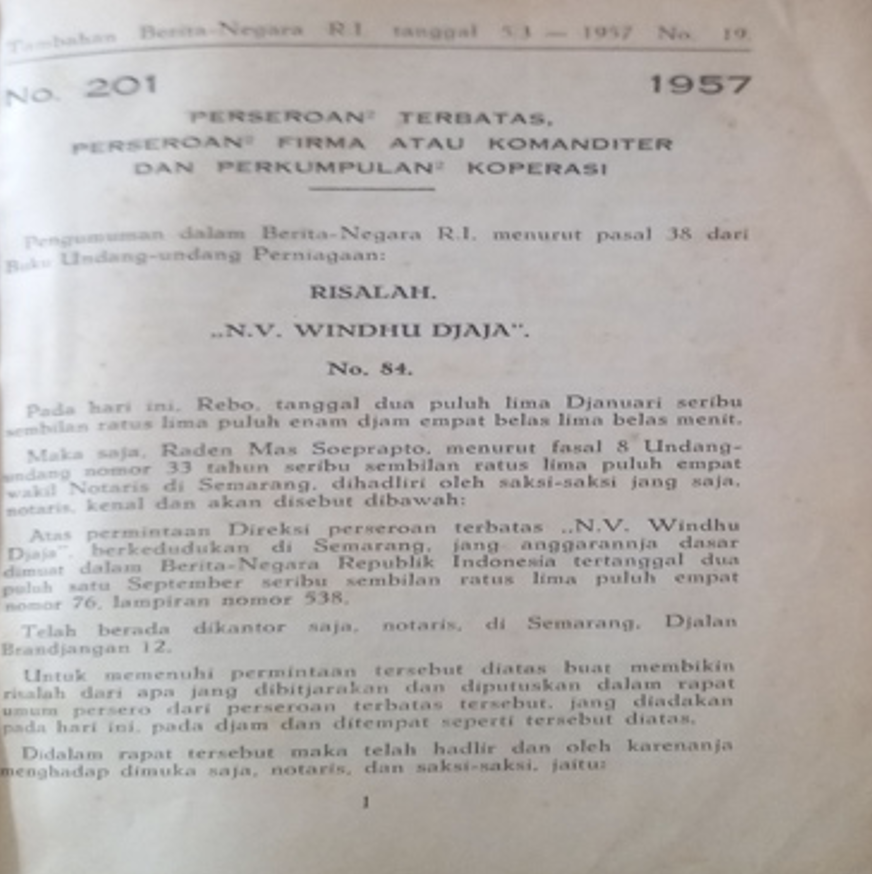 Tambahan Berita-Negara R.I. tanggal 5/3 — 1957 No. 19.
No. 201 1957
PERSEROAN² TERBATAS,
PERSEROAN² FIRMA ATAU KOMANDITER
DAN PERKUMPULAN² KOPERASI
Pengumuman dalam Berita-Negara R.I. menurut pasal 38 dari
Buku Undang-undang Perniagaan:
RISALAH.
„N.V. WINDHU DJAJA”.
No. 84.
Pada hari ini, Rebo, tanggal dua puluh lima Djanuari seribu
sembilan ratus lima puluh enam djam empat belas lima belas menit.
Maka saja, Raden Mas Soeprapto, menurut fasal 8 Undang-
undang nomor 33 tahun seribu sembilan ratus lima puluh empat
wakil Notaris di Semarang, dihadliri oleh saksi-saksi jang saja,
notaris, kenal dan akan disebut dibawah:
Atas permintaan Direksi perseroan terbatas „N.V. Windhu
Djaja”, berkedudukan di Semarang, jang anggarannja dasar
dimuat dalam Berita-Negara Republik Indonesia tertanggal dua
puluh satu September seribu sembilan ratus lima puluh empat
nomor 76, lampiran nomor 538.
Telah berada dikantor saja, notaris, di Semarang, Djalan
Brandjangan 12.
Untuk memenuhi permintaan tersebut diatas buat membikin
risalah dari apa jang dibitjarakan dan diputuskan dalam rapat
umum persero dari perseroan terbatas tersebut, jang diadakan
pada hari ini, pada djam dan ditempat seperti tersebut diatas.
Didalam rapat tersebut maka telah hadlir dan oleh karenanja
menghadap dimuka saja, notaris, dan saksi-saksi, jaitu:
1